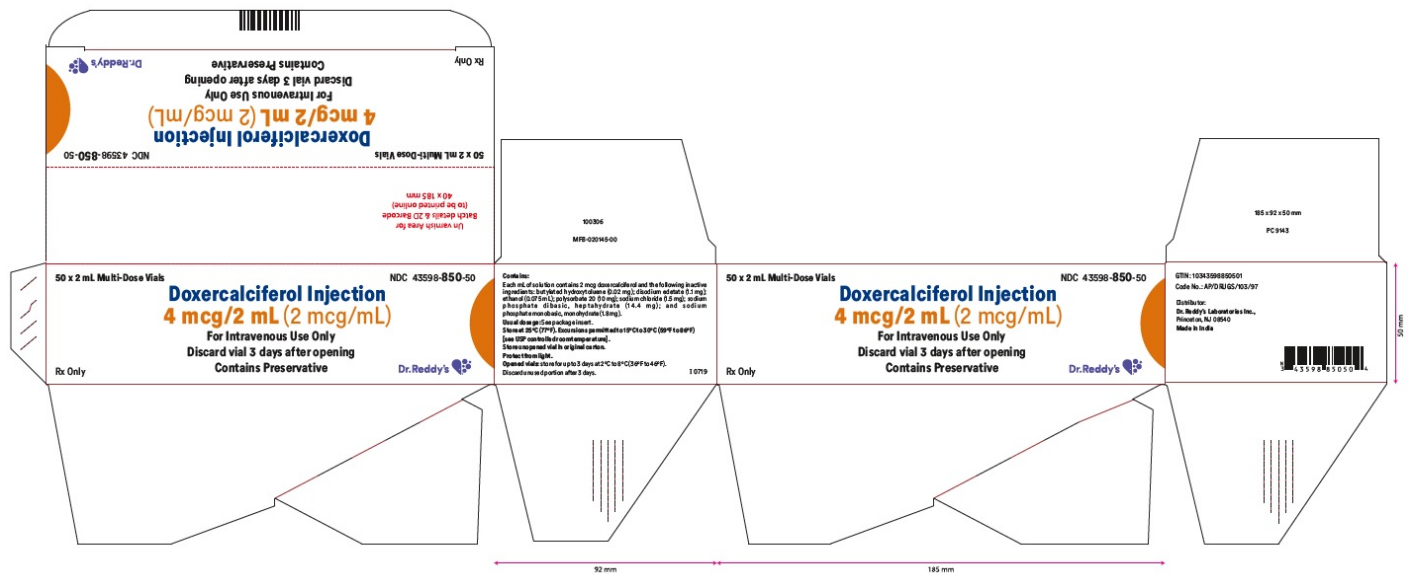 Rx Only
Dr.Reddy's
Contains Preservative
Discard vial 3 days after opening
For Intravenous Use Only
4 mcg/2 mL (2 mcg/mL)
Doxercalciferol Injection
50 x 2 mL Multi-Dose Vials
NDC 43598-850-50
Un varnish Area for
Batch details & 2D Barcode
(to be printed online)
40 x 185 mm
100306
MFB-020145-00
185 x 92 x 50 mm
PC9143
50 x 2 mL Multi-Dose Vials
NDC 43598-850-50
Doxercalciferol Injection
4 mcg/2 mL (2 mcg/mL)
For Intravenous Use Only
Discard vial 3 days after opening
Contains Preservative
Rx Only
Dr.Reddy's
Contains:
Each mL of solution contains 2 mcg doxercalciferol and the following inactive
ingredients: butylated hydroxytoluene (0.02 mg); disodium edetate (1.1 mg);
ethanol (0.075 mL); polysorbate 20 (10 mg); sodium chloride (1.5 mg); sodium
phosphate dibasic, heptahydrate (14.4 mg); and sodium
phosphate monobasic, monohydrate (1.8 mg).
Usual dosage: See package insert.
Store at 25°C (77°F). Excursions permitted to 15°C to 30°C (59°F to 86°F)
[see USP controlled room temperature].
Store unopened vial in original carton.
Protect from light.
Opened vials: store for up to 3 days at 2°C to 8°C (36°F to 46°F).
Discard unused portion after 3 days.
I 0719
50 x 2 mL Multi-Dose Vials
NDC 43598-850-50
Doxercalciferol Injection
4 mcg/2 mL (2 mcg/mL)
For Intravenous Use Only
Discard vial 3 days after opening
Contains Preservative
Rx Only
Dr.Reddy's
GTIN: 10343598850501
Code No.: AP/DRUGS/103/97
Distributor:
Dr. Reddy's Laboratories Inc.,
Princeton, NJ 08540
Made in India
N
3 43598 85050 4
50 mm
92 mm
185 mm